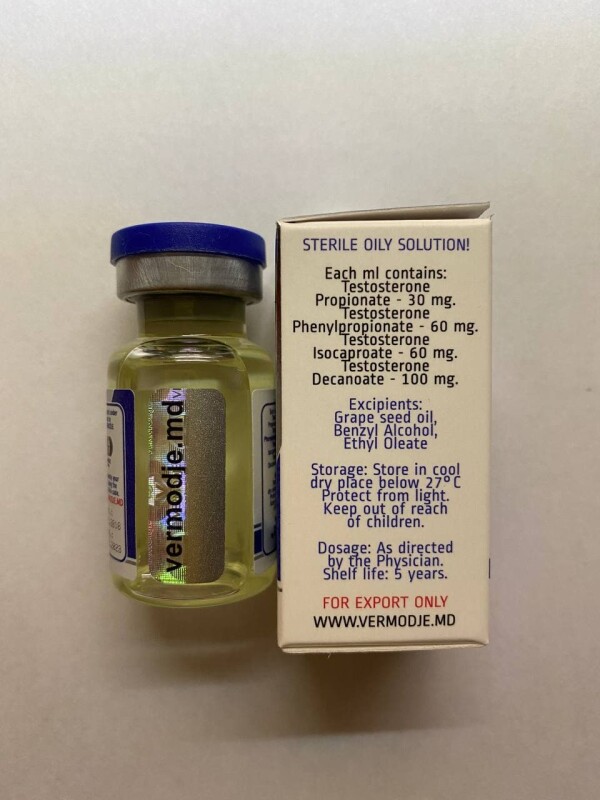 STERILE OILY SOLUTION!
Each ml contains:
Testosterone
Propionate - 30 mg.
Testosterone
Phenylpropionate - 60 mg.
Testosterone
Isocaproate - 60 mg.
Testosterone
Decanoate - 100 mg.
Excipients:
Grape seed oil,
Benzyl Alcohol,
Ethyl Oleate
Storage: Store in cool
dry place below 27°C
Protect from light.
Keep out of reach
of children.
Dosage: As directed
by the Physician.
Shelf life: 5 years.
FOR EXPORT ONLY
WWW.VERMODJE.MD
vermodje.md